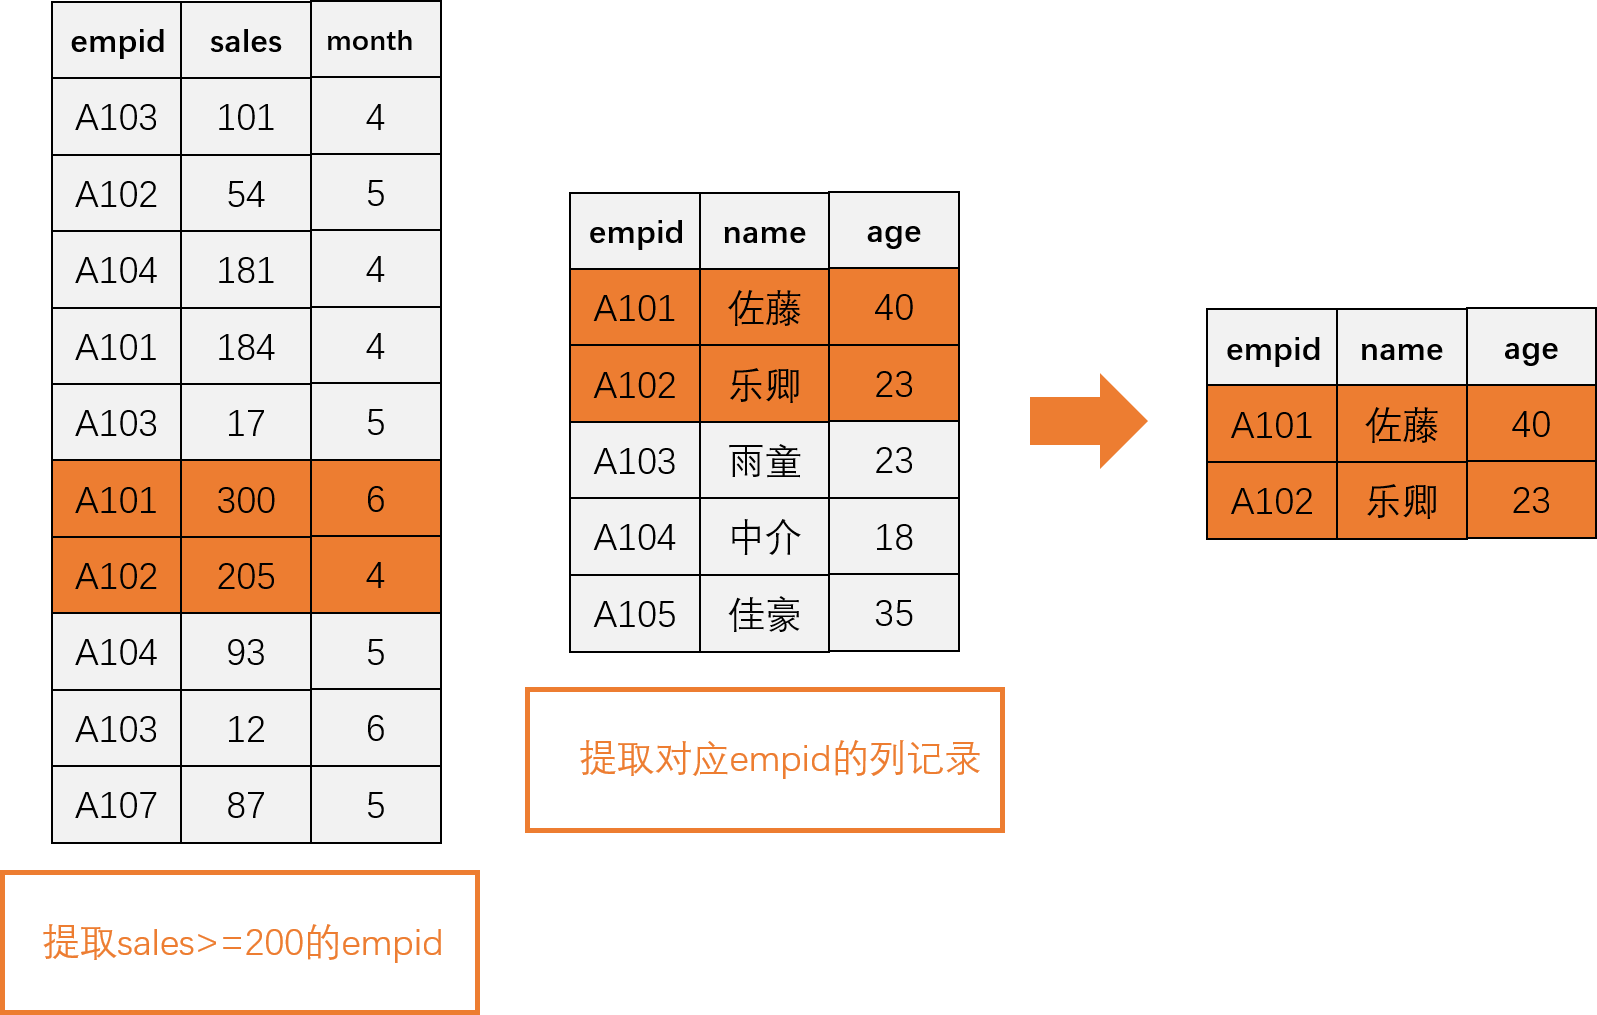 empid sales month
A103 101 4
A102 54 5
A104 181 4
A101 184 4
A103 17 5
A101 300 6
A102 205 4
A104 93 5
A103 12 6
A107 87 5
提取sales>=200的empid
empid name age
A101 佐藤 40
A102 乐卿 23
A103 雨童 23
A104 中介 18
A105 佳豪 35
提取对应empid的列记录
empid name age
A101 佐藤 40
A102 乐卿 23